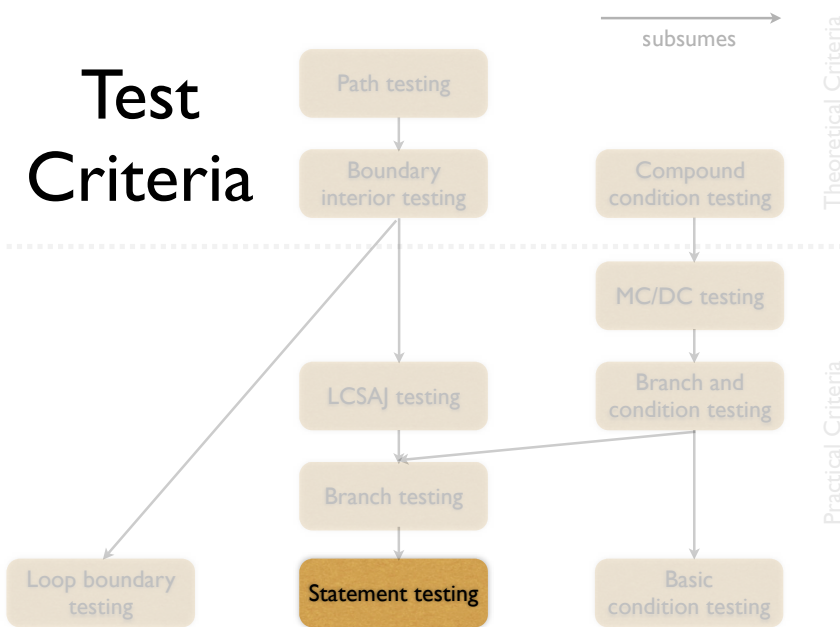 Test
Criteria
subsumes
Theoretical Criteria
Path testing
Boundary
interior testing
Compound
condition testing
MC/DC testing
LCSAJ testing
Branch and
condition testing
Practical Criteria
Branch testing
Loop boundary
testing
Statement testing
Basic
condition testing